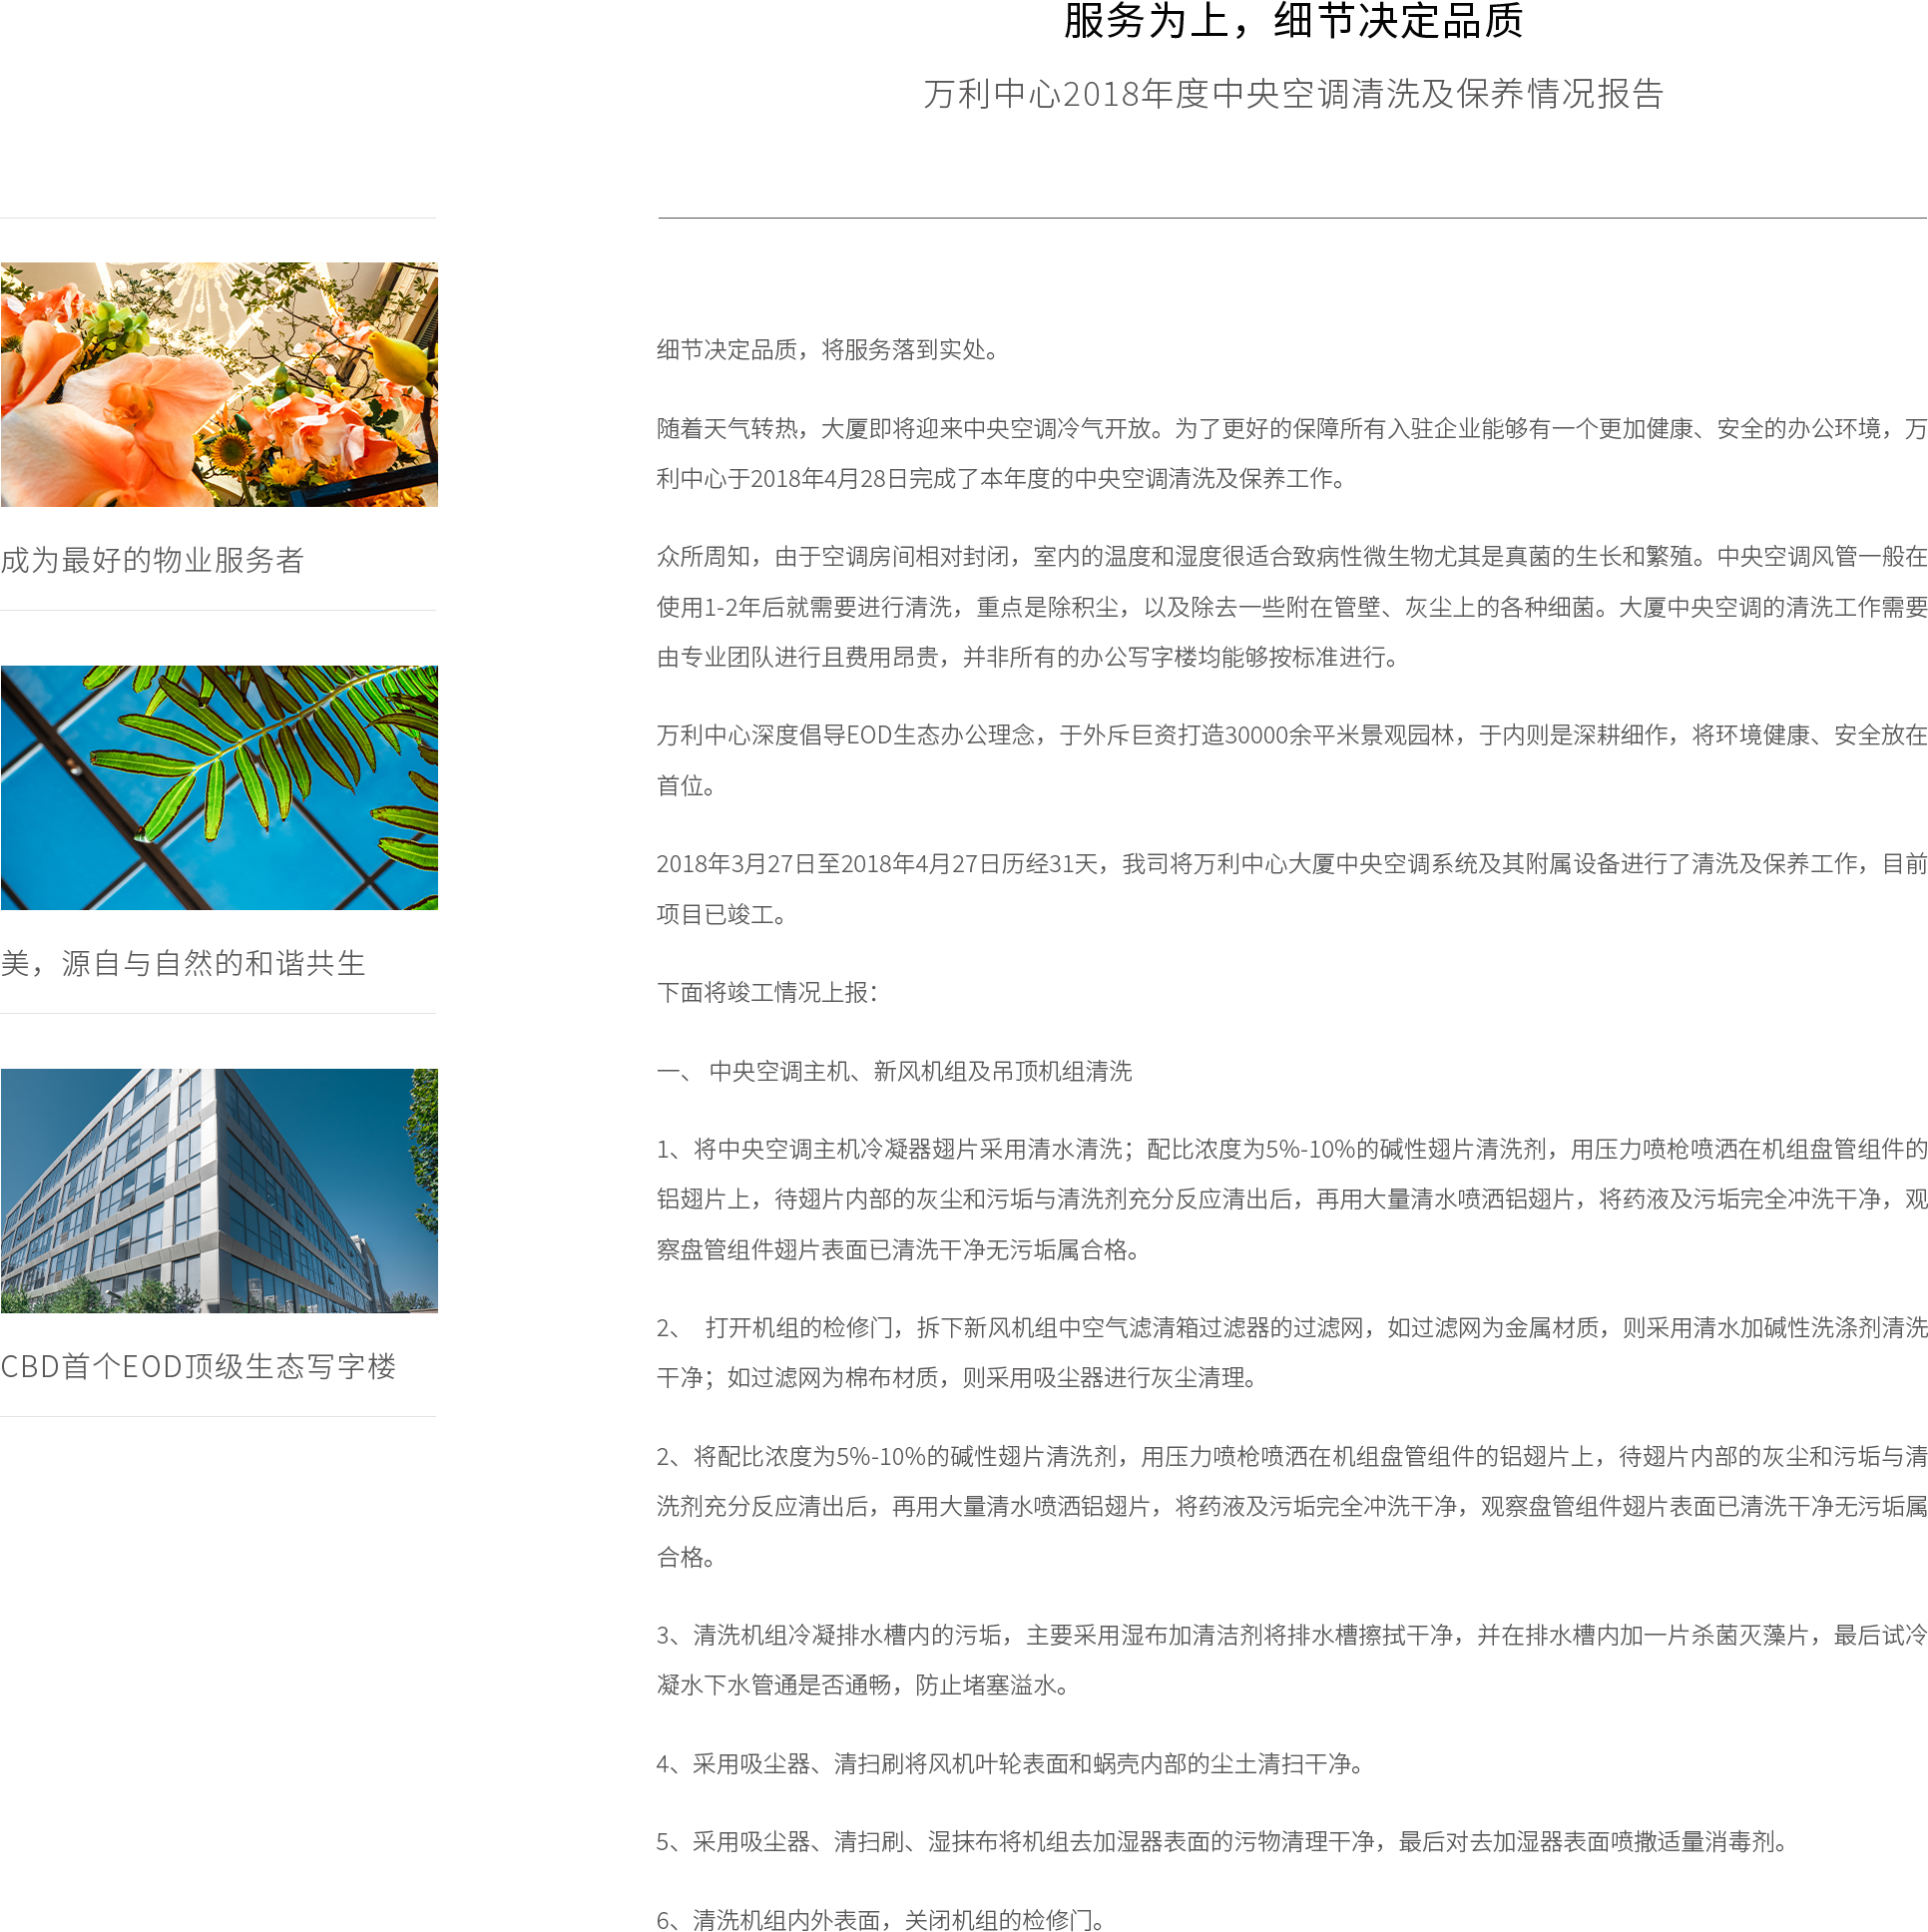 服务为上，细节决定品质
万利中心2018年度中央空调清洗及保养情况报告
成为最好的物业服务者
美，源自与自然的和谐共生
CBD首个EOD顶级生态写字楼
细节决定品质，将服务落到实处。
随着天气转热，大厦即将迎来中央空调冷气开放。为了更好的保障所有入驻企业能够有一个更加健康、安全的办公环境，万
利中心于2018年4月28日完成了本年度的中央空调清洗及保养工作。
众所周知，由于空调房间相对封闭，室内的温度和湿度很适合致病性微生物尤其是真菌的生长和繁殖。中央空调风管一般在
使用1-2年后就需要进行清洗，重点是除积尘，以及除去一些附在管壁、灰尘上的各种细菌。大厦中央空调的清洗工作需要
由专业团队进行且费用昂贵，并非所有的办公写字楼均能够按标准进行。
万利中心深度倡导EOD生态办公理念，于外斥巨资打造30000余平米景观园林，于内则是深耕细作，将环境健康、安全放在
首位。
2018年3月27日至2018年4月27日历经31天，我司将万利中心大厦中央空调系统及其附属设备进行了清洗及保养工作，目前
项目已竣工。
下面将竣工情况上报：
一、 中央空调主机、新风机组及吊顶机组清洗
1、将中央空调主机冷凝器翅片采用清水清洗；配比浓度为5%-10%的碱性翅片清洗剂，用压力喷枪喷洒在机组盘管组件的
铝翅片上，待翅片内部的灰尘和污垢与清洗剂充分反应清出后，再用大量清水喷洒铝翅片，将药液及污垢完全冲洗干净，观
察盘管组件翅片表面已清洗干净无污垢属合格。
2、 打开机组的检修门，拆下新风机组中空气滤清箱过滤器的过滤网，如过滤网为金属材质，则采用清水加碱性洗涤剂清洗
干净；如过滤网为棉布材质，则采用吸尘器进行灰尘清理。
2、将配比浓度为5%-10%的碱性翅片清洗剂，用压力喷枪喷洒在机组盘管组件的铝翅片上，待翅片内部的灰尘和污垢与清
洗剂充分反应清出后，再用大量清水喷洒铝翅片，将药液及污垢完全冲洗干净，观察盘管组件翅片表面已清洗干净无污垢属
合格。
3、清洗机组冷凝排水槽内的污垢，主要采用湿布加清洁剂将排水槽擦拭干净，并在排水槽内加一片杀菌灭藻片，最后试冷
凝水下水管通是否通畅，防止堵塞溢水。
4、采用吸尘器、清扫刷将风机叶轮表面和蜗壳内部的尘土清扫干净。
5、采用吸尘器、清扫刷、湿抹布将机组去加湿器表面的污物清理干净，最后对去加湿器表面喷撒适量消毒剂。
6、清洗机组内外表面，关闭机组的检修门。